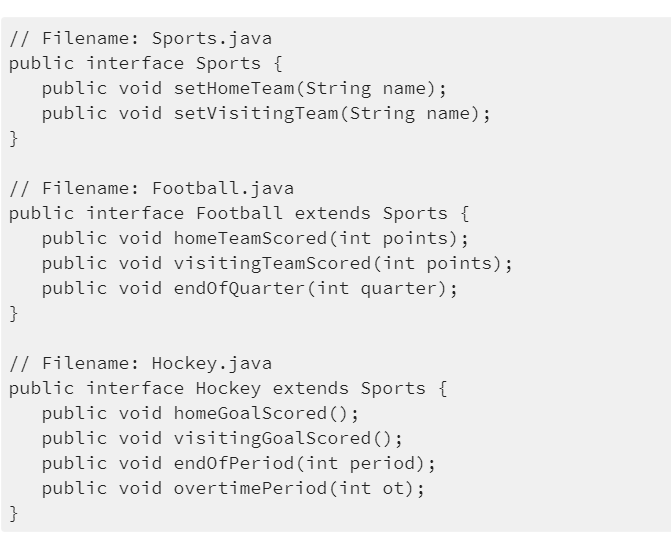 // Filename: Sports.java
public interface Sports {
   public void setHomeTeam(String name);
   public void setVisitingTeam(String name);
}

// Filename: Football.java
public interface Football extends Sports {
   public void homeTeamScored(int points);
   public void visitingTeamScored(int points);
   public void endOfQuarter(int quarter);
}

// Filename: Hockey.java
public interface Hockey extends Sports {
   public void homeGoalScored();
   public void visitingGoalScored();
   public void endOfPeriod(int period);
   public void overtimePeriod(int ot);
}